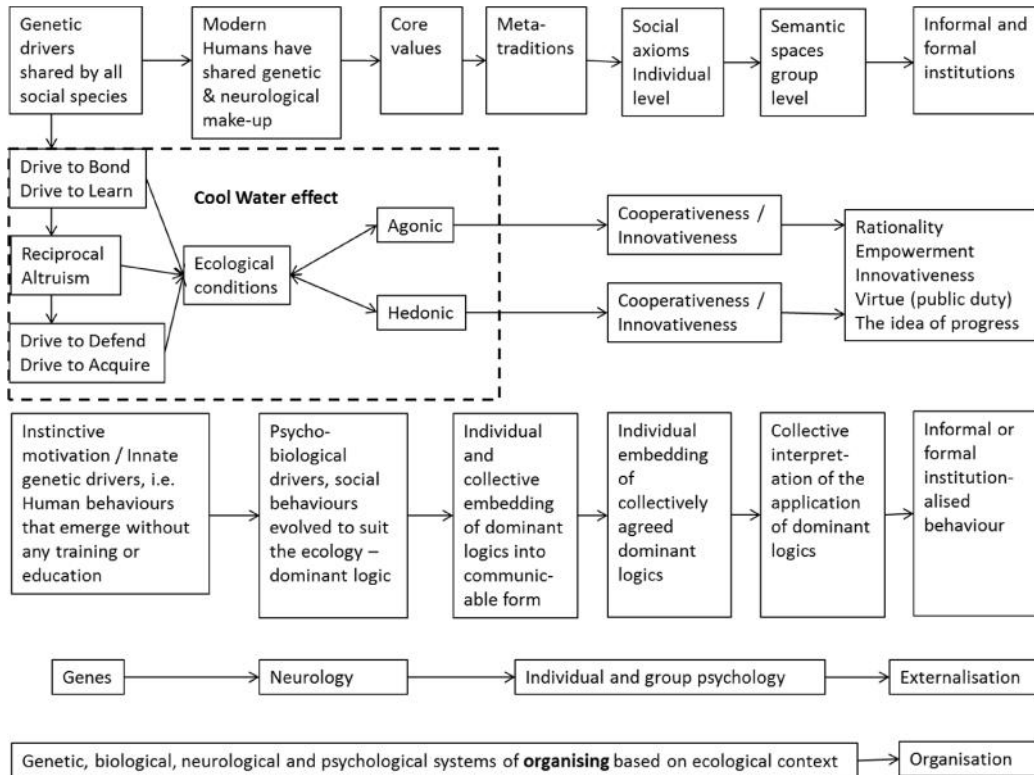 Genetic
drivers
shared by all
social species
Modern
Humans have
shared genetic
& neurological
make-up
Core
values
Meta-
traditions
Social
axioms
Individual
level
Semantic
spaces
group
level
Informal and
formal
institutions
Drive to Bond
Drive to Learn
Cool Water effect
Reciprocal
Altruism
Ecological
conditions
Agonic
Hedonic
Cooperativeness /
Innovativeness
Cooperativeness /
Innovativeness
Rationality
Empowerment
Innovativeness
Virtue (public duty)
The idea of progress
Drive to Defend
Drive to Acquire
Instinctive
motivation / Innate
genetic drivers, i.e.
Human behaviours
that emerge without
any training or
education
Psycho-
biological
drivers, social
behaviours
evolved to suit
the ecology –
dominant logic
Individual
and
collective
embedding
of dominant
logics into
communic-
able form
Individual
embedding
of
collectively
agreed
dominant
logics
Collective
interpret-
ation of the
application
of dominant
logics
Informal or
formal
institution-
alised
behaviour
Genes
Neurology
Individual and group psychology
Externalisation
Genetic, biological, neurological and psychological systems of organising based on ecological context
Organisation